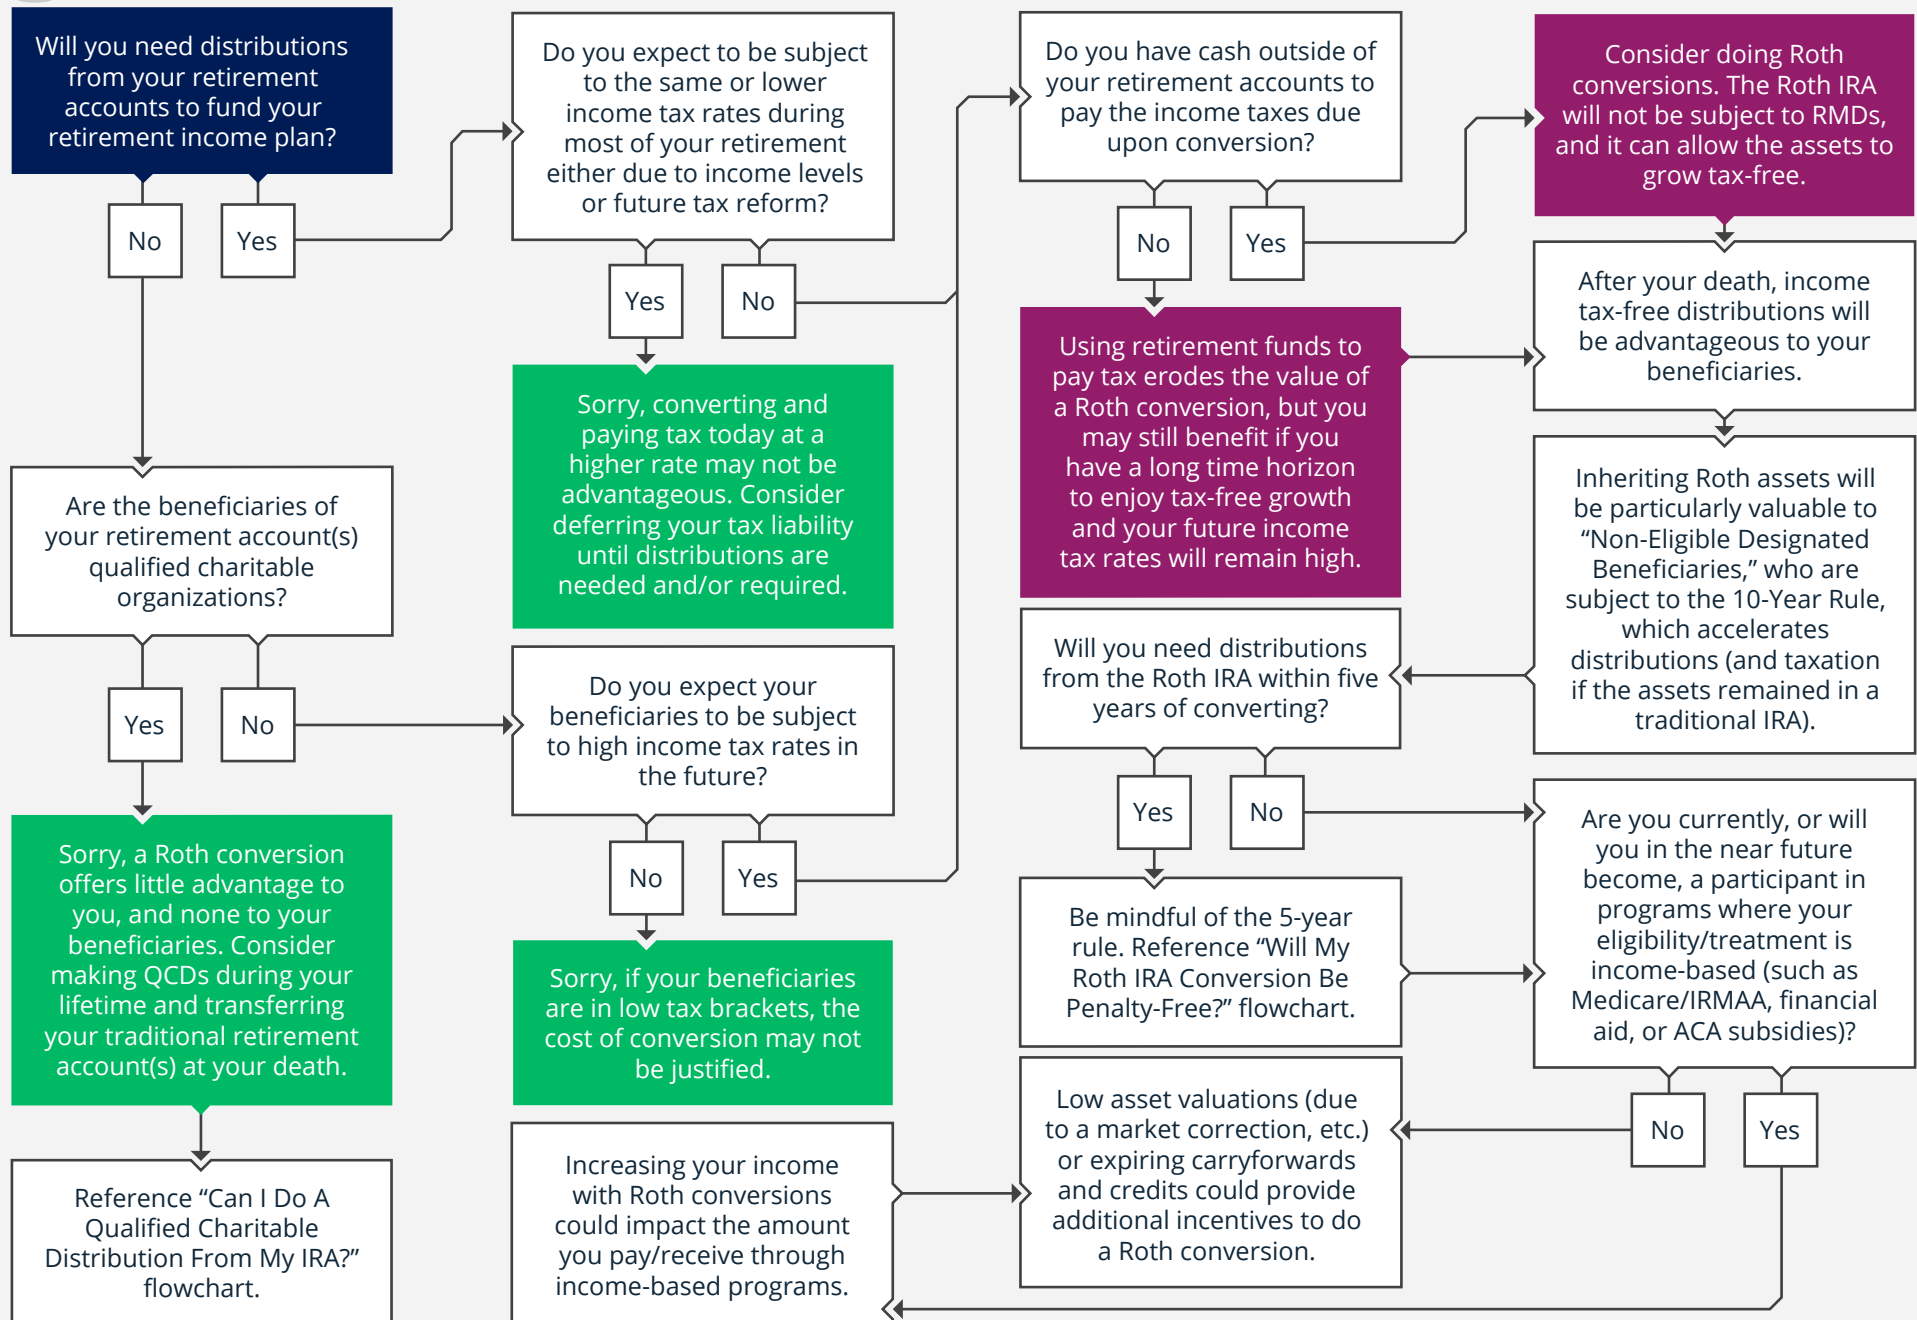 Will you need distributions
from your retirement
accounts to fund your
retirement income plan?
No
Yes
Are the beneficiaries of
your retirement account(s)
qualified charitable
organizations?
Yes
No
Sorry, a Roth conversion
offers little advantage to
you, and none to your
beneficiaries. Consider
making QCDs during your
lifetime and transferring
your traditional retirement
account(s) at your death.
Reference “Can I Do A
Qualified Charitable
Distribution From My IRA?”
flowchart.
Do you expect to be subject
to the same or lower
income tax rates during
most of your retirement
either due to income levels
or future tax reform?
Yes
No
Sorry, converting and
paying tax today at a
higher rate may not be
advantageous. Consider
deferring your tax liability
until distributions are
needed and/or required.
Do you expect your
beneficiaries to be subject
to high income tax rates in
the future?
No
Yes
Sorry, if your beneficiaries
are in low tax brackets, the
cost of conversion may not
be justified.
Increasing your income
with Roth conversions
could impact the amount
you pay/receive through
income-based programs.
Do you have cash outside of
your retirement accounts to
pay the income taxes due
upon conversion?
No
Yes
Using retirement funds to
pay tax erodes the value of
a Roth conversion, but you
may still benefit if you
have a long time horizon
to enjoy tax-free growth
and your future income
tax rates will remain high.
Will you need distributions
from the Roth IRA within five
years of converting?
Yes
No
Be mindful of the 5-year
rule. Reference “Will My
Roth IRA Conversion Be
Penalty-Free?” flowchart.
Low asset valuations (due
to a market correction, etc.)
or expiring carryforwards
and credits could provide
additional incentives to do
a Roth conversion.
Consider doing Roth
conversions. The Roth IRA
will not be subject to RMDs,
and it can allow the assets to
grow tax-free.
After your death, income
tax-free distributions will
be advantageous to your
beneficiaries.
Inheriting Roth assets will
be particularly valuable to
“Non-Eligible Designated
Beneficiaries,” who are
subject to the 10-Year Rule,
which accelerates
distributions (and taxation
if the assets remained in a
traditional IRA).
Are you currently, or will
you in the near future
become, a participant in
programs where your
eligibility/treatment is
income-based (such as
Medicare/IRMAA, financial
aid, or ACA subsidies)?
No
Yes